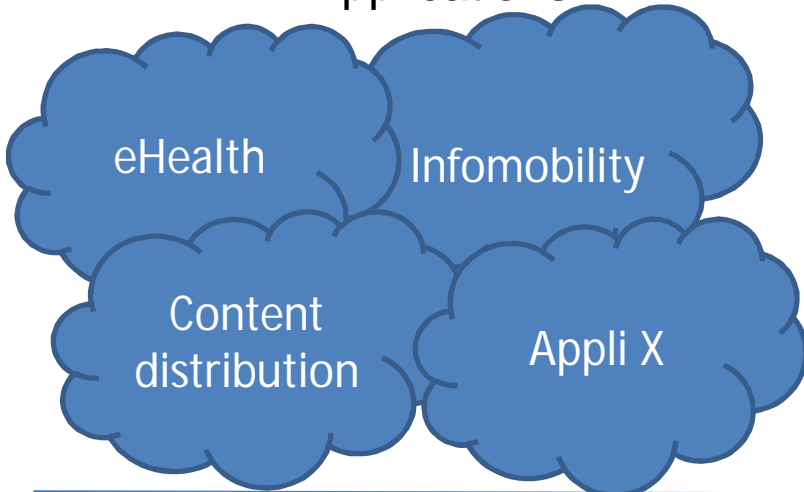 eHealth
Infomobility
Content
distribution
Appli X